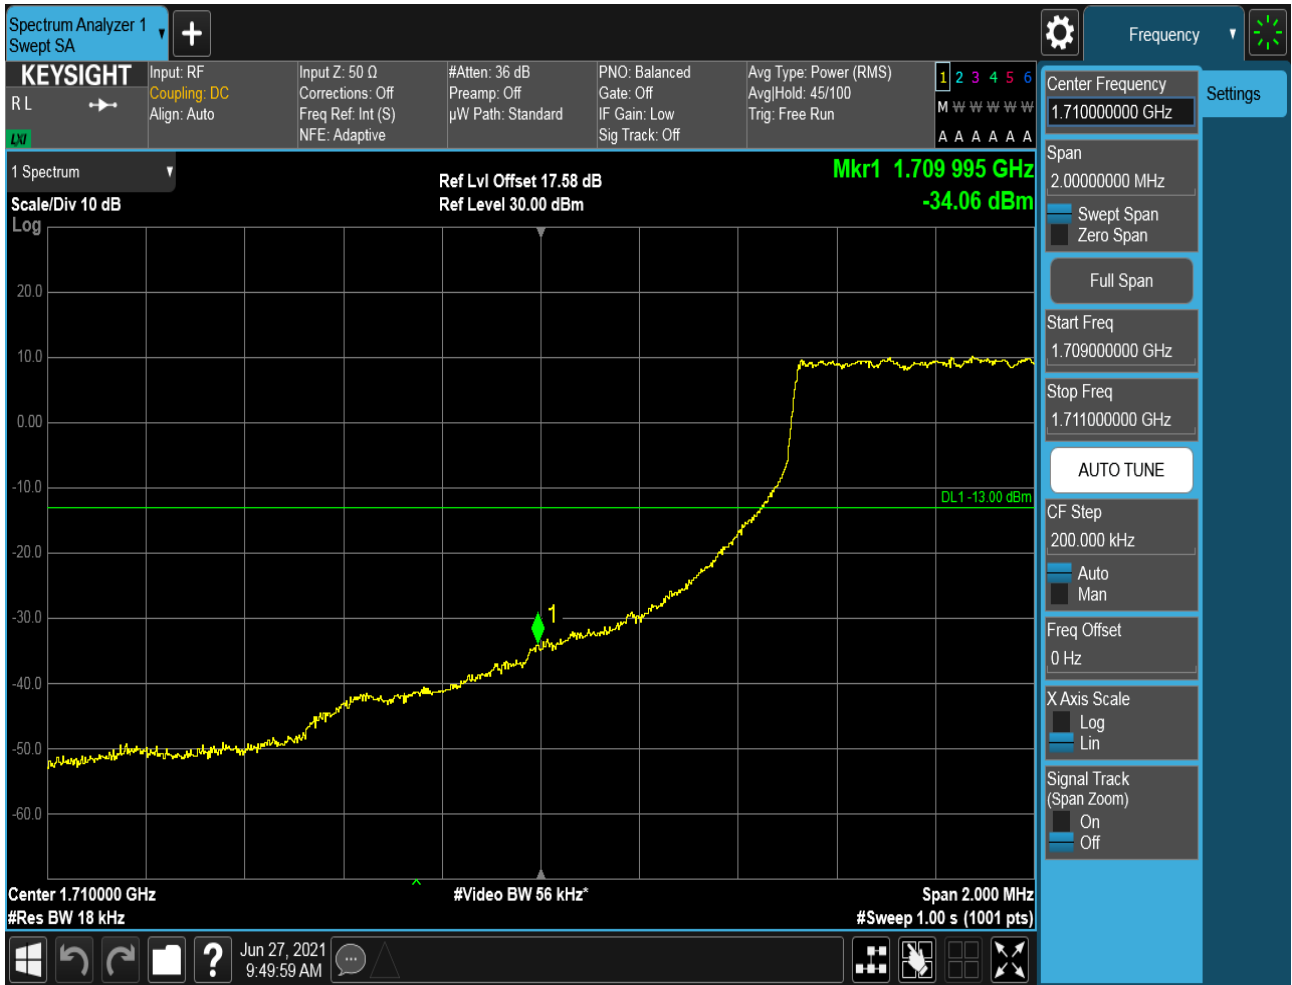 Spectrum Analyzer 1
Swept SA
Frequency
KEYSIGHT
R L
LXI
Input: RF
Coupling: DC
Align: Auto
Input Z: 50 Ω
Corrections: Off
Freq Ref: Int (S)
NFE: Adaptive
#Atten: 36 dB
Preamp: Off
µW Path: Standard
PNO: Balanced
Gate: Off
IF Gain: Low
Sig Track: Off
Avg Type: Power (RMS)
Avg|Hold: 45/100
Trig: Free Run
1 2 3 4 5 6
M W W W W W
A A A A A A
1 Spectrum
Scale/Div 10 dB
Log
Ref Lvl Offset 17.58 dB
Ref Level 30.00 dBm
Mkr1 1.709 995 GHz
-34.06 dBm
20.0
10.0
0.00
-10.0
-20.0
-30.0
-40.0
-50.0
-60.0
DL1 -13.00 dBm
1
Center 1.710000 GHz
#Res BW 18 kHz
#Video BW 56 kHz*
Span 2.000 MHz
#Sweep 1.00 s (1001 pts)
Jun 27, 2021
9:49:59 AM
Center Frequency
1.710000000 GHz
Settings
Span
2.00000000 MHz
Swept Span
Zero Span
Full Span
Start Freq
1.709000000 GHz
Stop Freq
1.711000000 GHz
AUTO TUNE
CF Step
200.000 kHz
Auto
Man
Freq Offset
0 Hz
X Axis Scale
Log
Lin
Signal Track
(Span Zoom)
On
Off